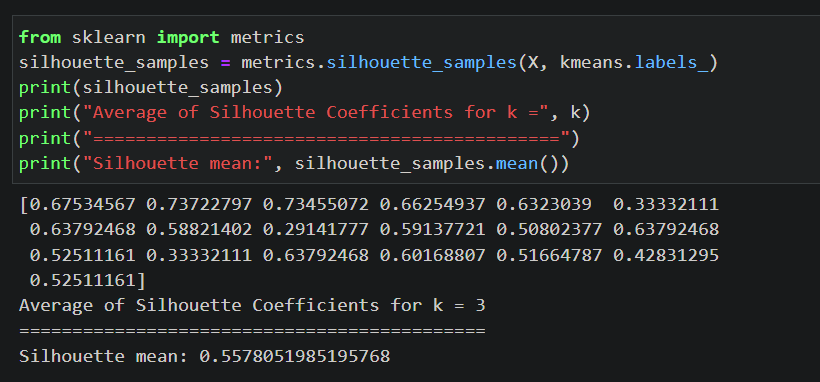 from sklearn import metrics
silhouette_samples = metrics.silhouette_samples(X, kmeans.labels_)
print(silhouette_samples)
print("Average of Silhouette Coefficients for k =", k)
print("============================================")
print("Silhouette mean:", silhouette_samples.mean())
[0.67534567 0.73722797 0.73455072 0.66254937 0.6323039  0.33332111
 0.63792468 0.58821402 0.29141777 0.59137721 0.50802377 0.63792468
 0.52511161 0.33332111 0.63792468 0.60168807 0.51664787 0.42831295
 0.52511161]
Average of Silhouette Coefficients for k = 3
============================================
Silhouette mean: 0.5578051985195768